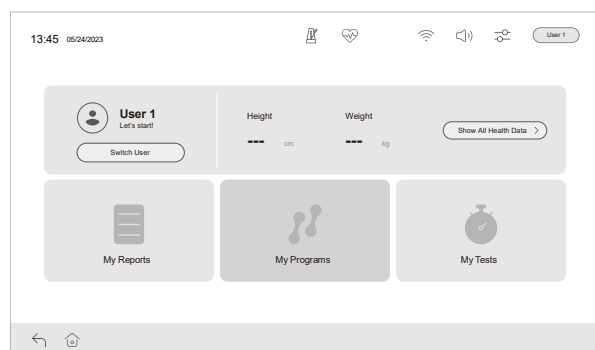 13:45 05/24/2023
User 1
User 1
Let's start!
Switch User
Height
--- cm
Weight
--- kg
Show All Health Data
My Reports
My Programs
My Tests